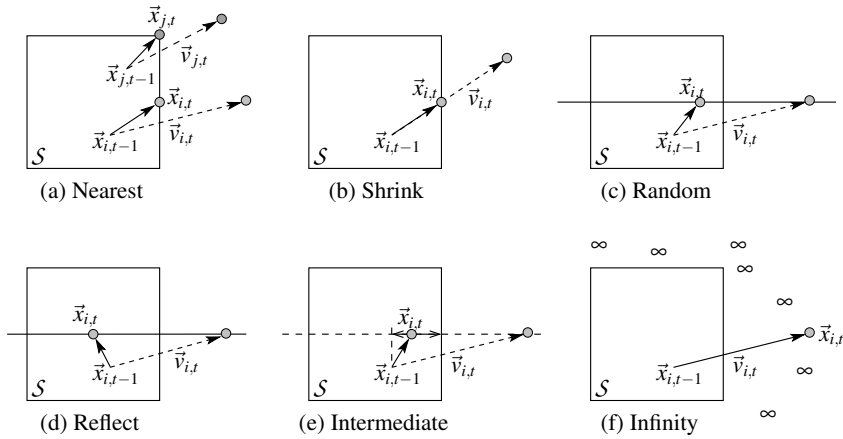 x⃗j,t
v⃗j,t
x⃗j,t−1
x⃗i,t
v⃗i,t
x⃗i,t−1
S
(a) Nearest
x⃗i,t
v⃗i,t
x⃗i,t−1
S
(b) Shrink
x⃗i,t
v⃗i,t
x⃗i,t−1
S
(c) Random
x⃗i,t
x⃗i,t−1
v⃗i,t
S
(d) Reflect
x⃗i,t
x⃗i,t−1
v⃗i,t
S
(e) Intermediate
∞ ∞ ∞
∞
∞
x⃗i,t
x⃗i,t−1
v⃗i,t
∞
S
∞
(f) Infinity